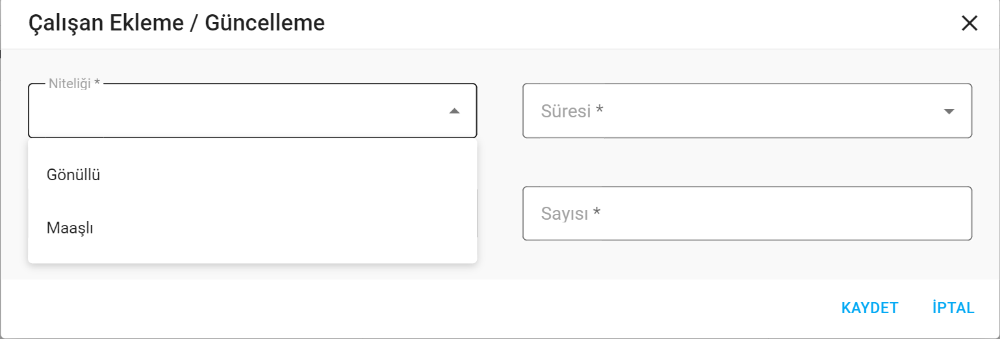 Çalışan Ekleme / Güncelleme
Niteliği *
Süresi *
Gönüllü
Maaşlı
Sayısı *
KAYDET
İPTAL